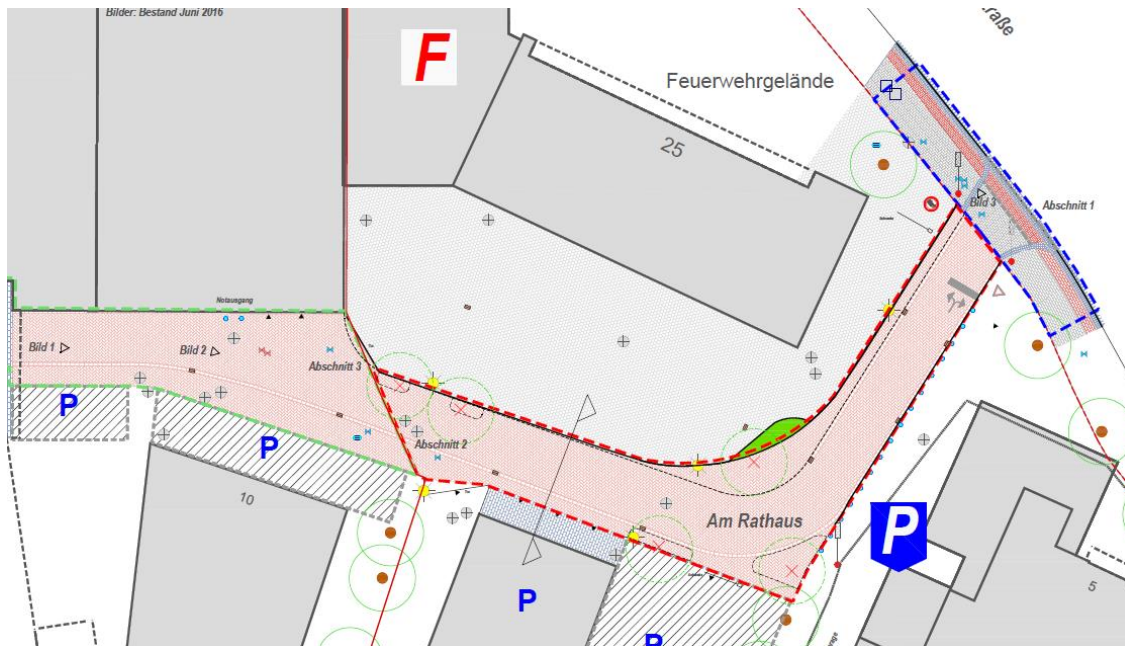 Bilder: Bestand Juni 2016
raße
F
Feuerwehrgelände
25
Bild 3
Abschnitt 1
Notausgang
Bild 1
Bild 2
Abschnitt 3
P
P
Abschnitt 2
10
Am Rathaus
P
P
5
P